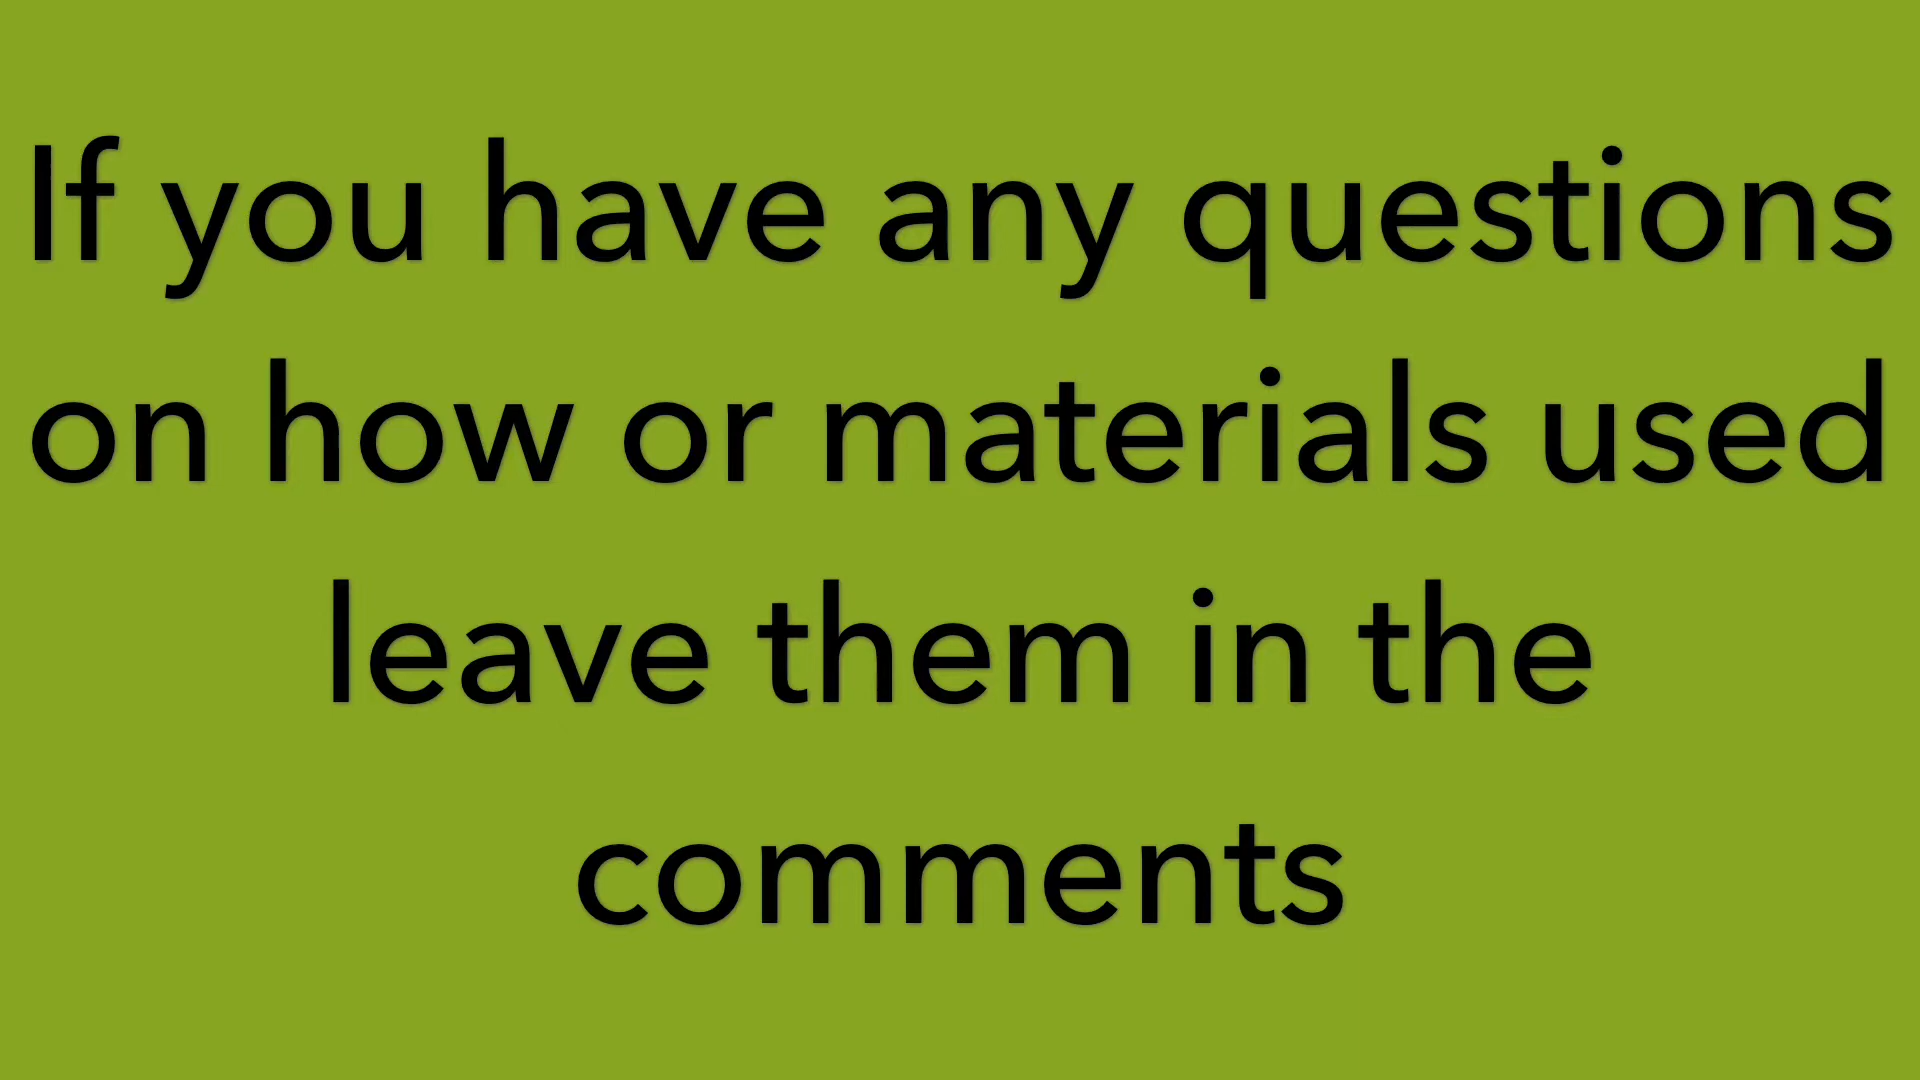 If you have any questions
on how or materials used
leave them in the
comments